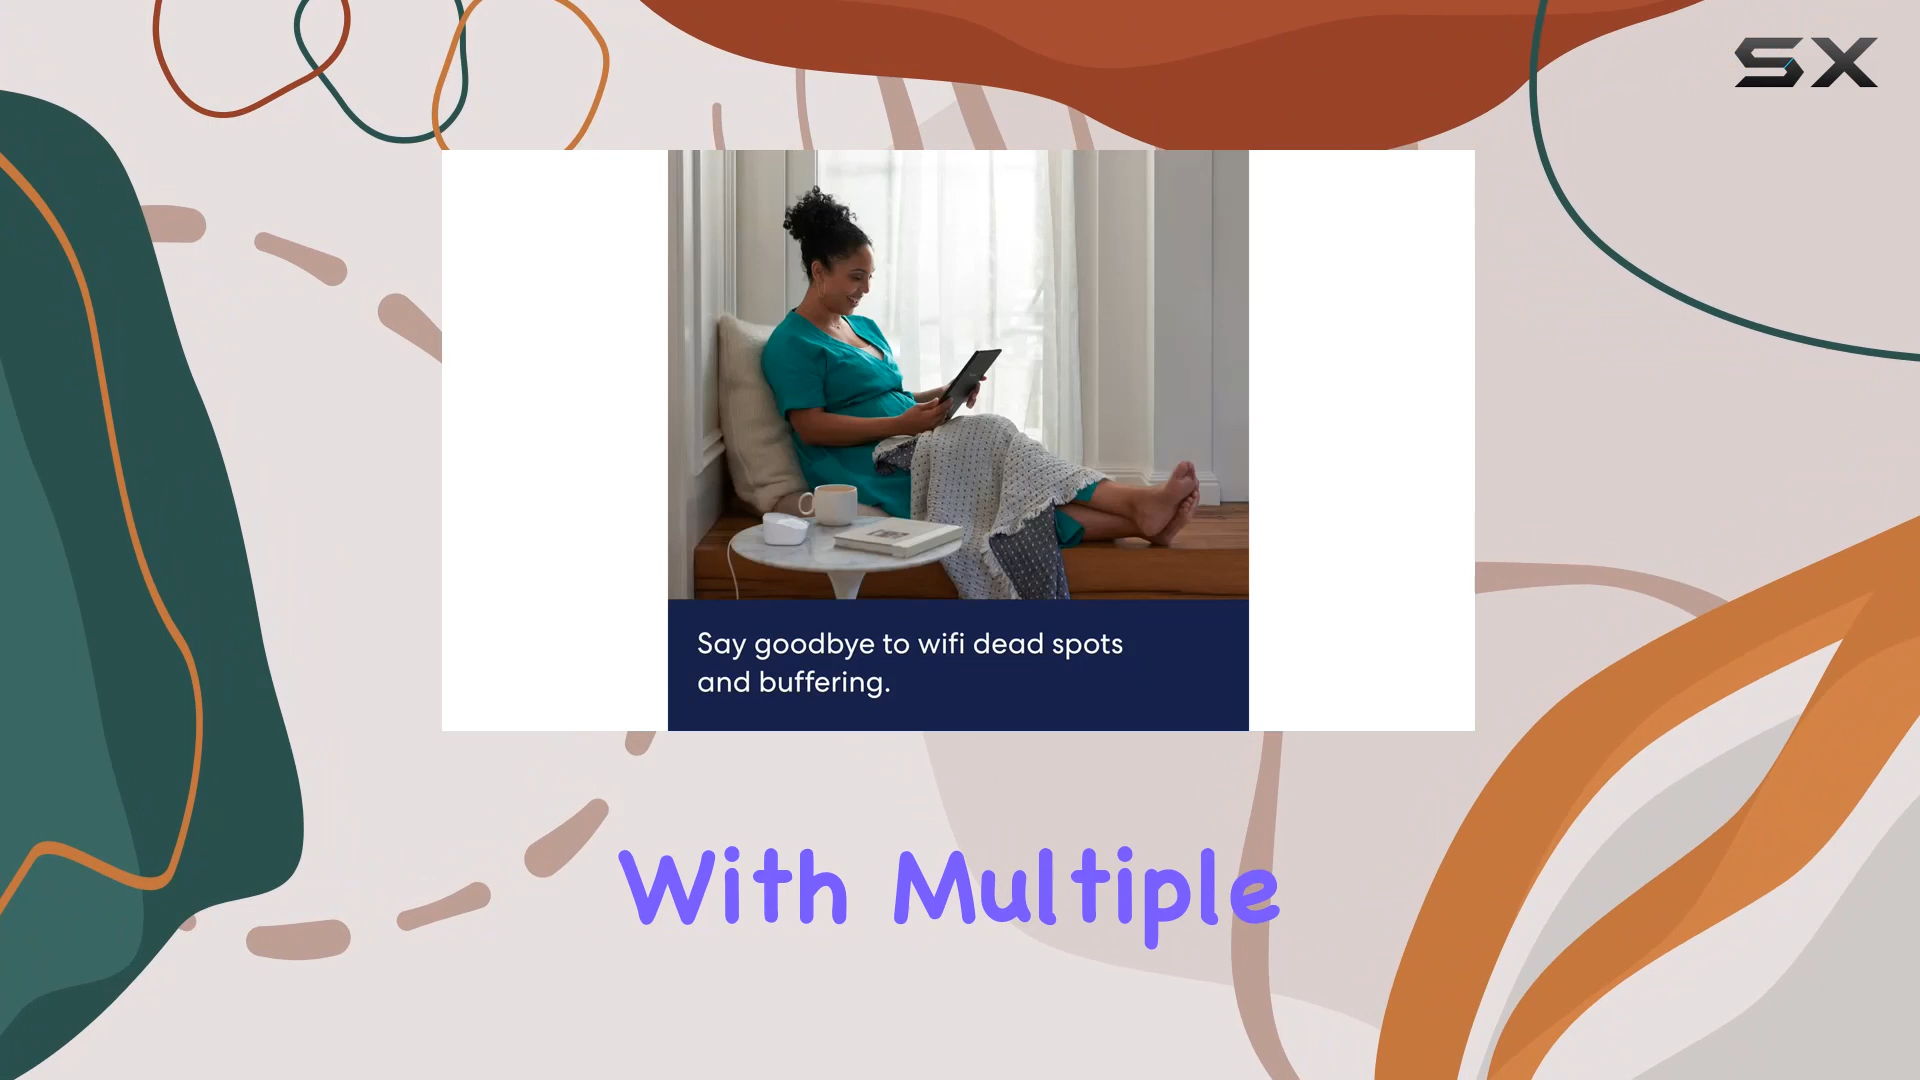 SX
Say goodbye to wifi dead spots
and buffering.
With Multiple